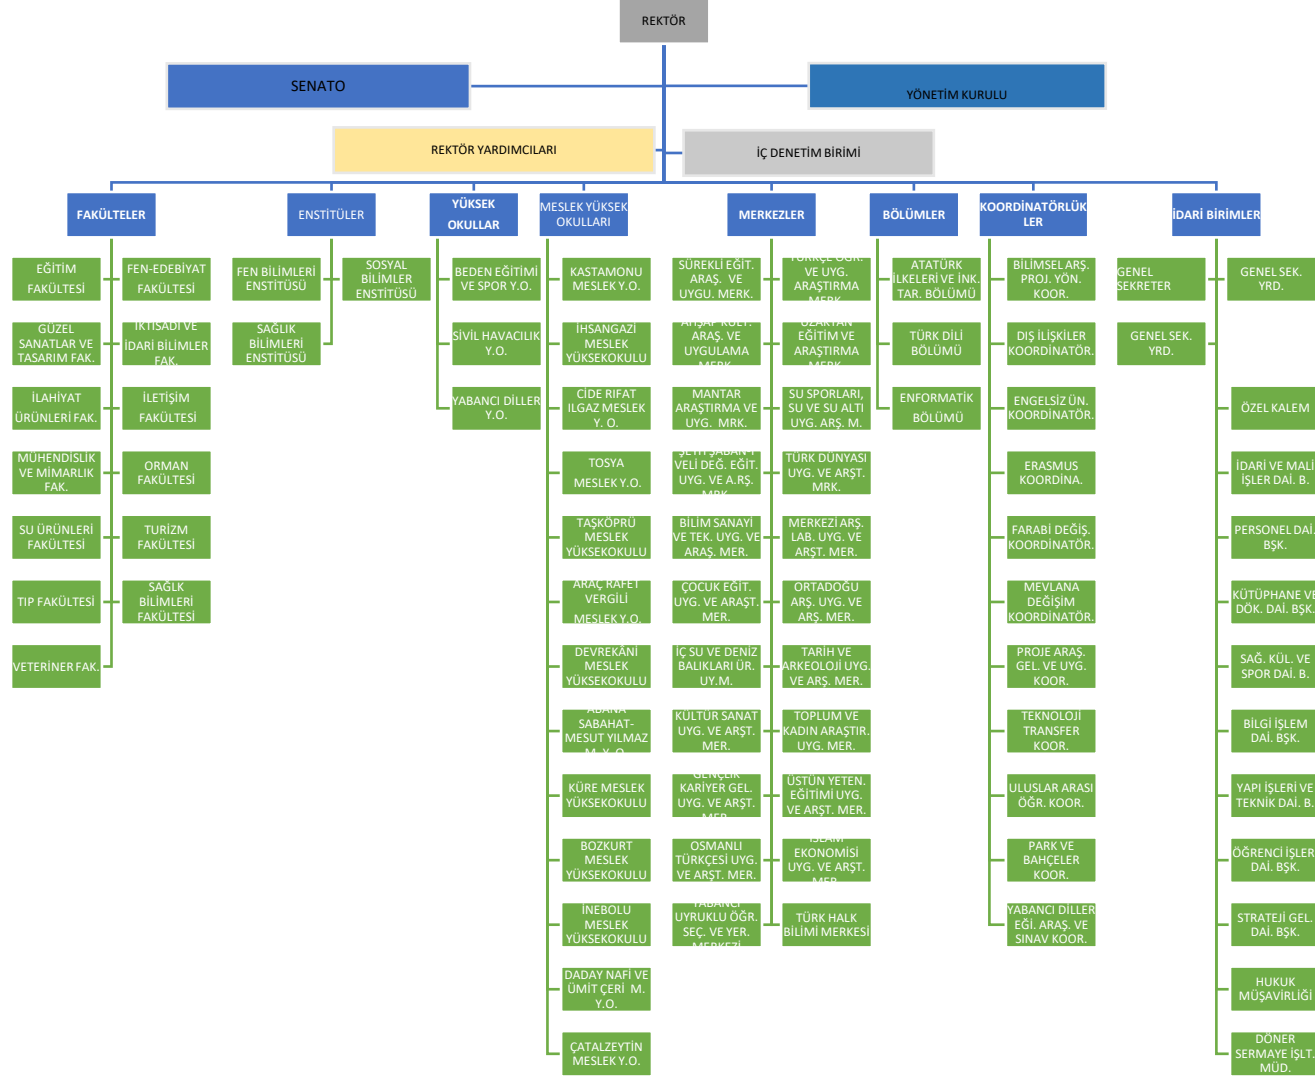 REKTÖR
SENATO
YÖNETİM KURULU
REKTÖR YARDIMCILARI
İÇ DENETİM BİRİMİ
FAKÜLTELER
EĞİTİM
FAKÜLTESİ
FEN-EDEBİYAT
FAKÜLTESİ
GÜZEL
SANATLAR VE
TASARIM FAK.
İKTİSADİ VE
İDARİ BİLİMLER
FAK.
İLAHİYAT
ÜRÜNLERİ FAK.
İLETİŞİM
FAKÜLTESİ
MÜHENDİSLİK
VE MİMARLIK
FAK.
ORMAN
FAKÜLTESİ
SU ÜRÜNLERİ
FAKÜLTESİ
TURİZM
FAKÜLTESİ
TIP FAKÜLTESİ
SAĞLK
BİLİMLERİ
FAKÜLTESİ
VETERİNER FAK.
ENSTİTÜLER
FEN BİLİMLERİ
ENSTİTÜSÜ
SOSYAL
BİLİMLER
ENSTİTÜSÜ
SAĞLIK
BİLİMLERİ
ENSTİTÜSÜ
YÜKSEK
OKULLAR
BEDEN EĞİTİMİ
VE SPOR Y.O.
SİVİL HAVACILIK
Y.O.
YABANCI DİLLER
Y.O.
MESLEK YÜKSEK
OKULLARI
KASTAMONU
MESLEK Y.O.
İHSANGAZİ
MESLEK
YÜKSEKOKULU
CİDE RIFAT
ILGAZ MESLEK
Y. O.
TOSYA
MESLEK Y.O.
TAŞKÖPRÜ
MESLEK
YÜKSEKOKULU
ARAÇ RAFET
VERGİLİ
MESLEK Y.O.
DEVREKÂNİ
MESLEK
YÜKSEKOKULU
ABANA
SABAHAT-
MESUT YILMAZ
M. Y. O.
KÜRE MESLEK
YÜKSEKOKULU
BOZKURT
MESLEK
YÜKSEKOKULU
İNEBOLU
MESLEK
YÜKSEKOKULU
DADAY NAFİ VE
ÜMİT ÇERİ M.
Y.O.
ÇATALZEYTİN
MESLEK Y.O.
MERKEZLER
SÜREKLİ EĞİT.
ARAŞ. VE
UYGU. MERK.
TÜRKÇE ÖĞR.
VE UYG.
ARAŞTIRMA
MERK.
AHŞAP KÜLT.
ARAŞ. VE
UYGULAMA
MERK.
UZAKTAN
EĞİTİM VE
ARAŞTIRMA
MERK.
MANTAR
ARAŞTIRMA VE
UYG. MRK.
SU SPORLARI,
SU VE SU ALTI
UYG. ARŞ. M.
ŞEYH ŞABAN-I
VELİ DEĞ. EĞİT.
UYG. VE A.RŞ.
MRK.
TÜRK DÜNYASI
UYG. VE ARŞT.
MRK.
BİLİM SANAYİ
VE TEK. UYG. VE
ARAŞ. MER.
MERKEZİ ARŞ.
LAB. UYG. VE
ARŞT. MER.
ÇOCUK EĞİT.
UYG. VE ARAŞT.
MER.
ORTADOĞU
ARŞ. UYG. VE
ARŞ. MER.
İÇ SU VE DENİZ
BALIKLARI ÜR.
UY.M.
TARİH VE
ARKEOLOJİ UYG.
VE ARŞ. MER.
KÜLTÜR SANAT
UYG. VE ARŞT.
MER.
TOPLUM VE
KADIN ARAŞTIR.
UYG. MER.
GENÇLİK
KARİYER GEL.
UYG. VE ARŞT.
MER.
ÜSTÜN YETEN.
EĞİTİMİ UYG.
VE ARŞT. MER.
OSMANLI
TÜRKÇESİ UYG.
VE ARŞT. MER.
İSLAM
EKONOMİSİ
UYG. VE ARŞT.
MER.
YABANCI
UYRUKLU ÖĞR.
SEÇ. VE YER.
MERKEZİ
TÜRK HALK
BİLİMİ MERKESİ
BÖLÜMLER
ATATÜRK
İLKELERİ VE İNK.
TAR. BÖLÜMÜ
TÜRK DİLİ
BÖLÜMÜ
ENFORMATİK
BÖLÜMÜ
KOORDİNATÖRLÜK
LER
BİLİMSEL ARŞ.
PROJ. YÖN.
KOOR.
DIŞ İLİŞKİLER
KOORDİNATÖR.
ENGELSİZ ÜN.
KOORDİNATÖR.
ERASMUS
KOORDİNA.
FARABİ DEĞİŞ.
KOORDİNATÖR.
MEVLANA
DEĞİŞİM
KOORDİNATÖR.
PROJE ARAŞ.
GEL. VE UYG.
KOOR.
TEKNOLOJİ
TRANSFER
KOOR.
ULUSLAR ARASI
ÖĞR. KOOR.
PARK VE
BAHÇELER
KOOR.
YABANCI DİLLER
EĞİ. ARAŞ. VE
SINAV KOOR.
İDARİ BİRİMLER
GENEL
SEKRETER
GENEL SEK.
YRD.
GENEL SEK.
YRD.
ÖZEL KALEM
İDARİ VE MALİ
İŞLER DAİ. B.
PERSONEL DAİ.
BŞK.
KÜTÜPHANE VE
DÖK. DAİ. BŞK.
SAĞ. KÜL. VE
SPOR DAİ. B.
BİLGİ İŞLEM
DAİ. BŞK.
YAPI İŞLERİ VE
TEKNİK DAİ. B.
ÖĞRENCİ İŞLER
DAİ. BŞK.
STRATEJİ GEL.
DAİ. BŞK.
HUKUK
MÜŞAVİRLİĞİ
DÖNER
SERMAYE İŞLT.
MÜD.